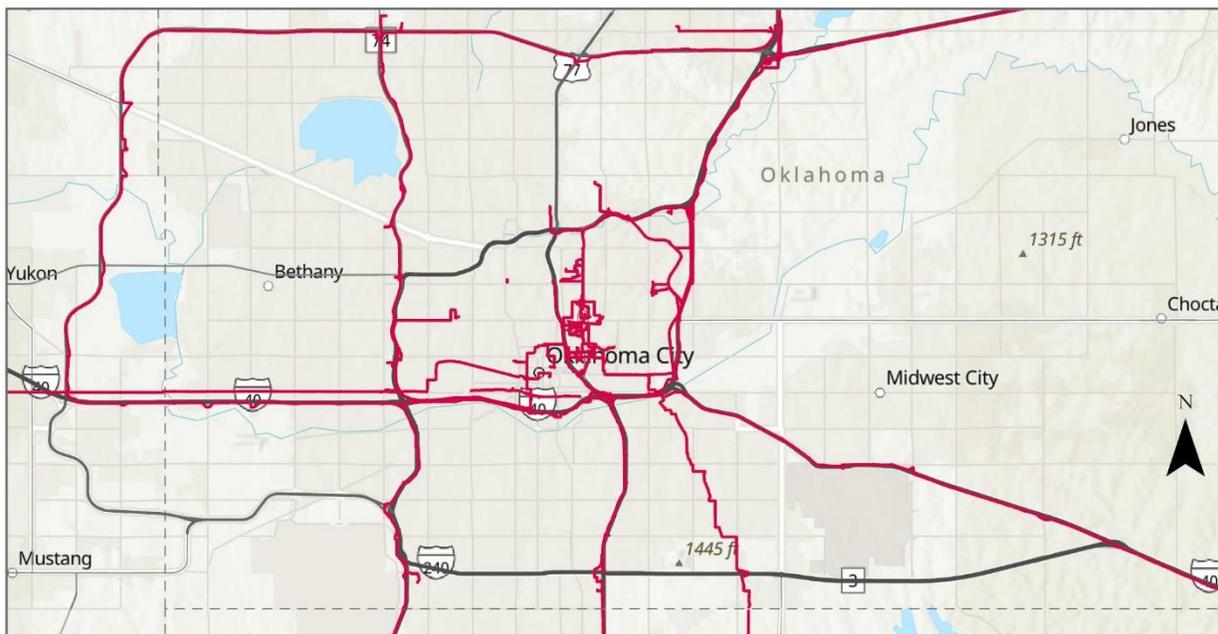 74
77
Jones
Oklahoma
1315 ft
Yukon
Bethany
Choct
Oklahoma City
40
40
Midwest City
40
N
1445 ft
Mustang
240
3
40